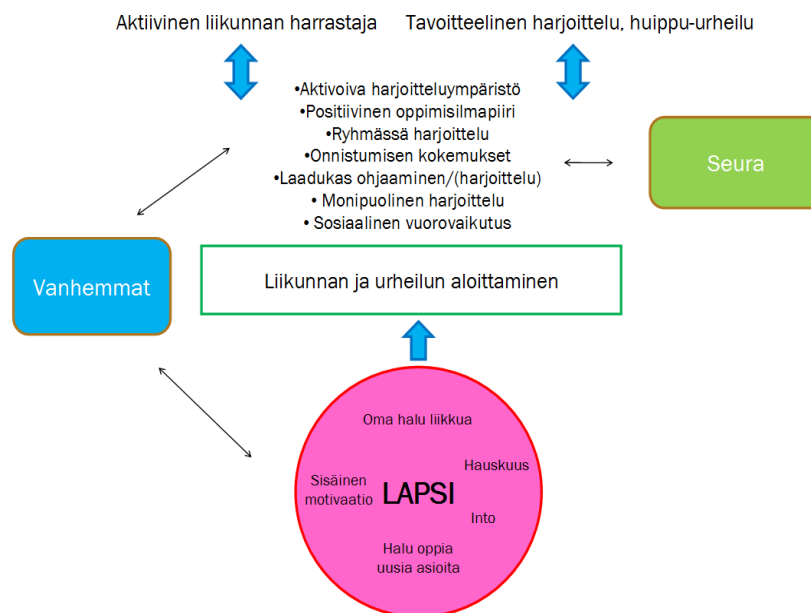 Aktiivinen liikunnan harrastaja
Tavoitteelinen harjoittelu, huippu-urheilu
•Aktivoiva harjoitteluympäristö
•Positiivinen oppimisilmapiiri
•Ryhmässä harjoittelu
•Onnistumisen kokemukset
•Laadukas ohjaaminen/(harjoittelu)
• Monipuolinen harjoittelu
• Sosiaalinen vuorovaikutus
Seura
Vanhemmat
Liikunnan ja urheilun aloittaminen
Oma halu liikkua
Hauskuus
Sisäinen
motivaatio
LAPSI
Into
Halu oppia
uusia asioita